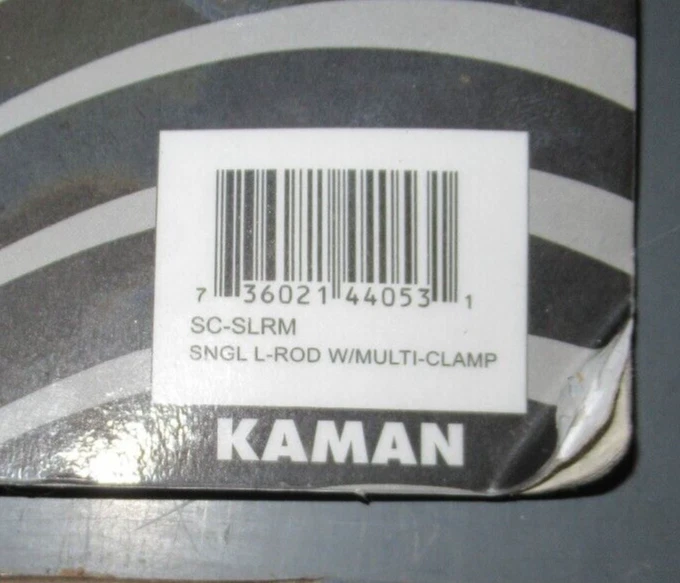 7 36021 44053 1
SC-SLRM
SNGL L-ROD W/MULTI-CLAMP
KAMAN